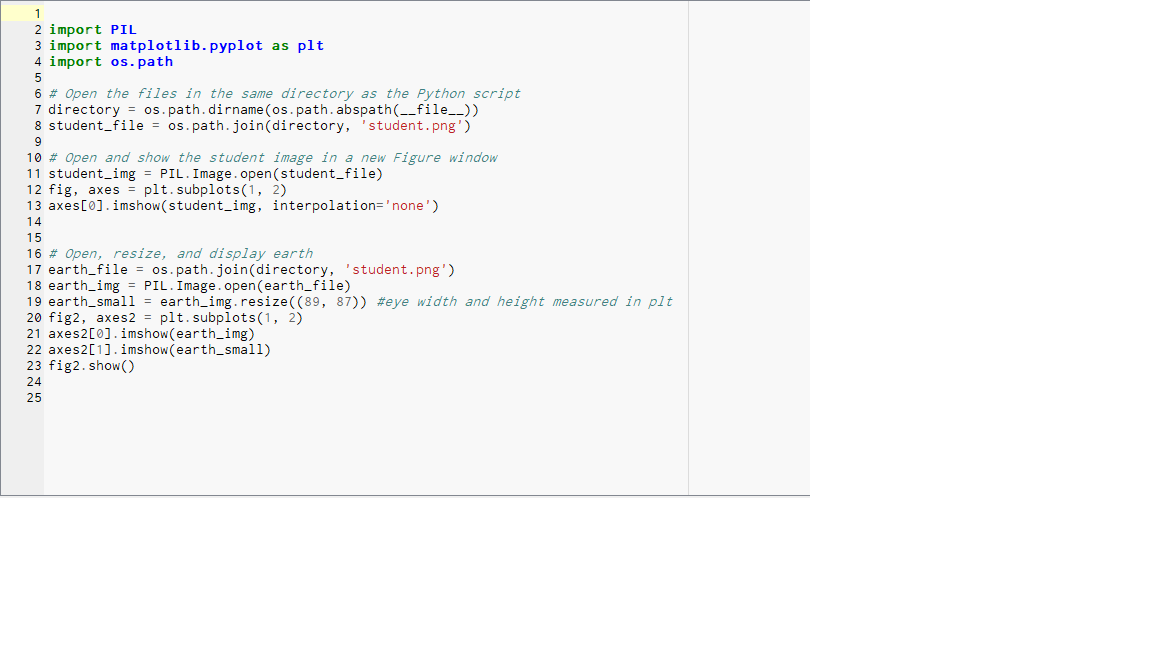 1
2 import PIL
3 import matplotlib.pyplot as plt
4 import os.path
5
6 # Open the files in the same directory as the Python script
7 directory = os.path.dirname(os.path.abspath(__file__))
8 student_file = os.path.join(directory, 'student.png')
9
10 # Open and show the student image in a new Figure window
11 student_img = PIL.Image.open(student_file)
12 fig, axes = plt.subplots(1, 2)
13 axes[0].imshow(student_img, interpolation='none')
14
15
16 # Open, resize, and display earth
17 earth_file = os.path.join(directory, 'student.png')
18 earth_img = PIL.Image.open(earth_file)
19 earth_small = earth_img.resize((89, 87)) #eye width and height measured in plt
20 fig2, axes2 = plt.subplots(1, 2)
21 axes2[0].imshow(earth_img)
22 axes2[1].imshow(earth_small)
23 fig2.show()
24
25